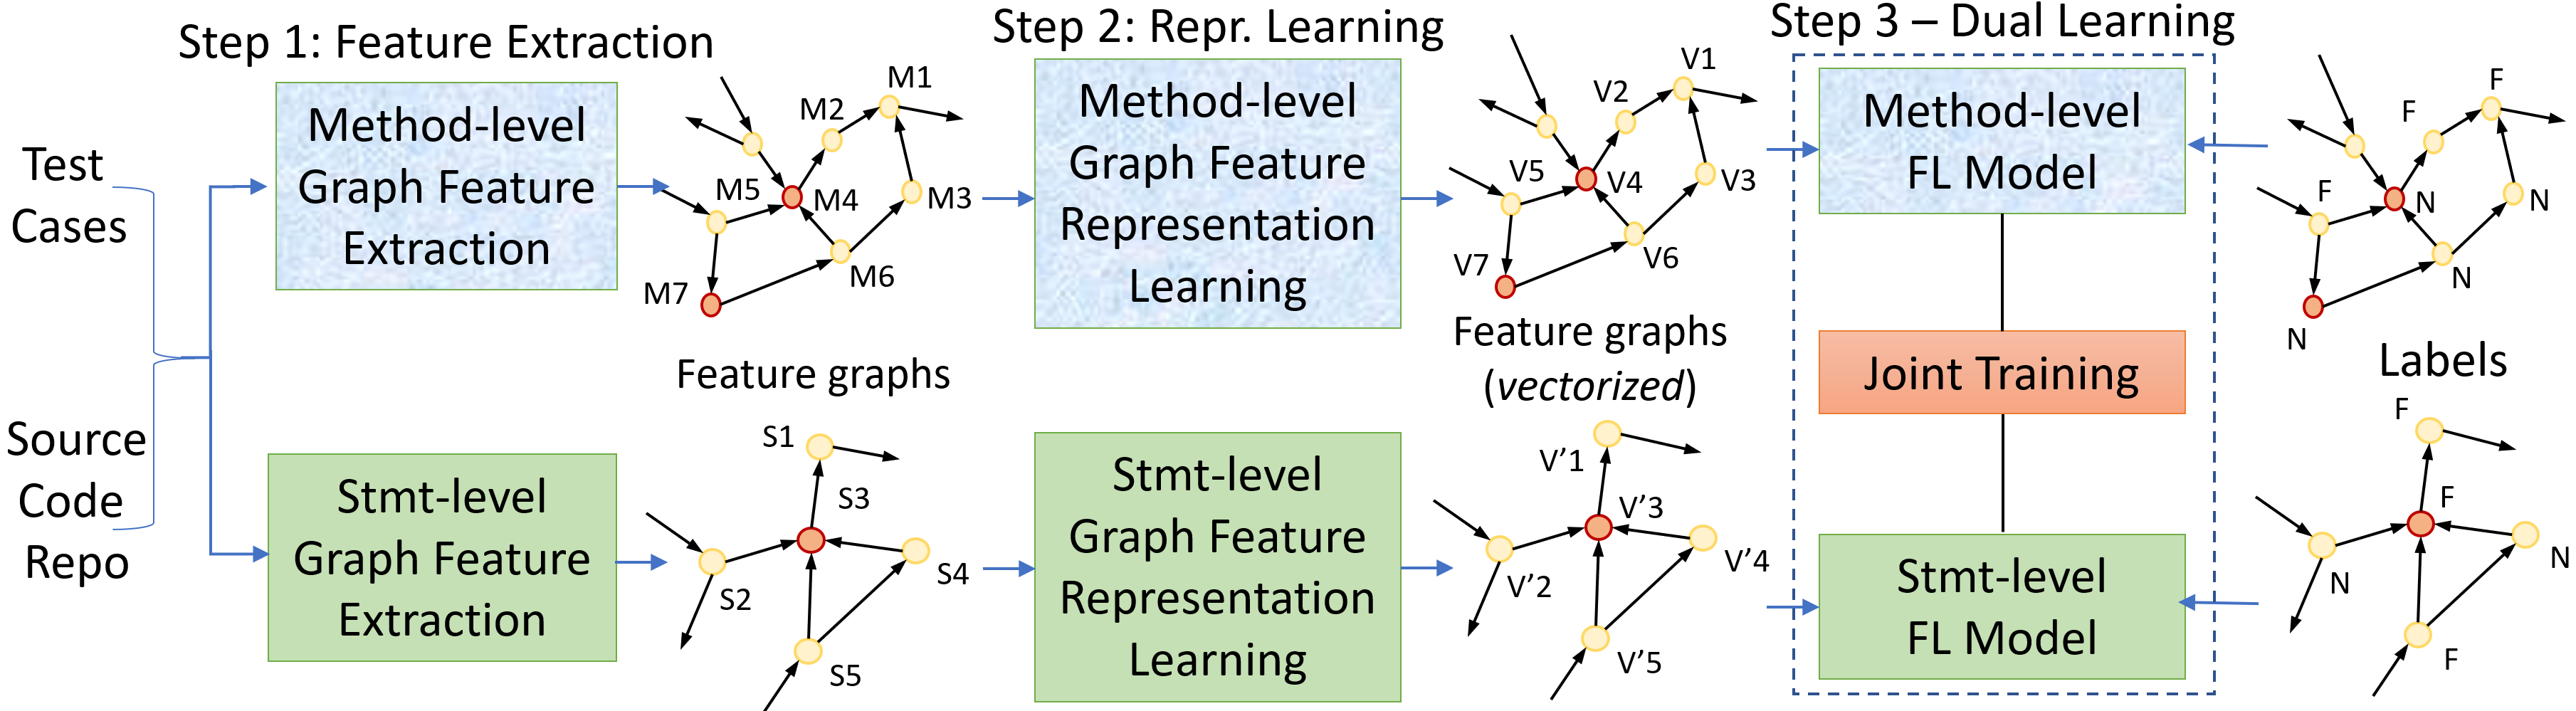 Step 1: Feature Extraction
Step 2: Repr. Learning
Step 3 – Dual Learning
Test
Cases
Source
Code
Repo
Method-level
Graph Feature
Extraction
M1
M2
M3
M4
M5
M6
M7
Feature graphs
Stmt-level
Graph Feature
Extraction
S1
S3
S4
S2
S5
Method-level
Graph Feature
Representation
Learning
V1
V2
V3
V4
V5
V6
V7
Feature graphs
(vectorized)
Stmt-level
Graph Feature
Representation
Learning
V’1
V’3
V’4
V’2
V’5
Method-level
FL Model
Joint Training
Stmt-level
FL Model
F
F
F
N
N
N
N
Labels
F
F
N
N
F